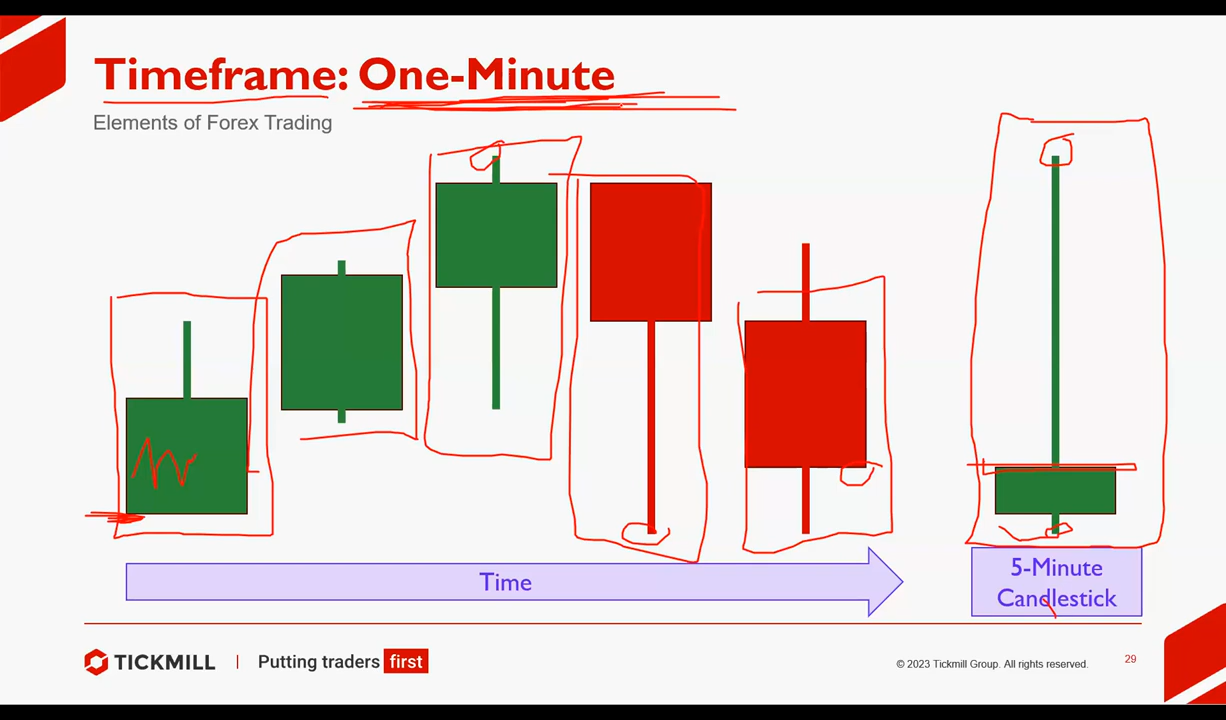 Timeframe: One-Minute
Elements of Forex Trading
Time
5-Minute
Candlestick
TICKMILL | Putting traders first
© 2023 Tickmill Group. All rights reserved.
29